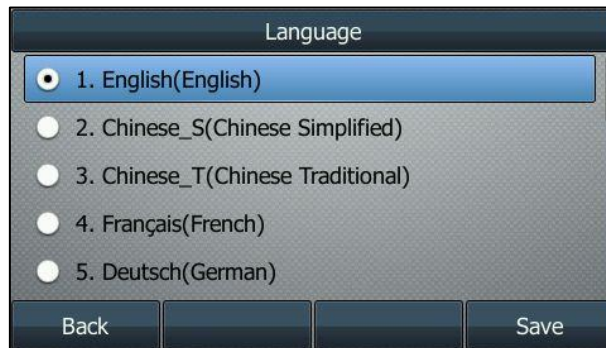 Language
1. English(English)
2. Chinese_S(Chinese Simplified)
3. Chinese_T(Chinese Traditional)
4. Français(French)
5. Deutsch(German)
Back Save